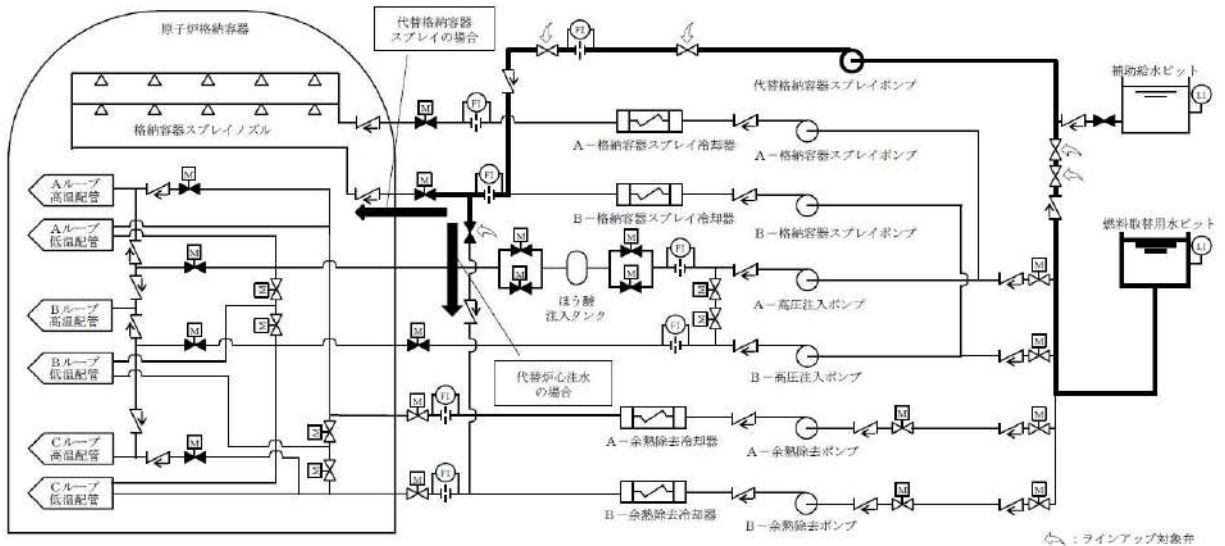 原子炉格納容器
代替格納容器
スプレイの場合
FI
代替格納容器スプレイポンプ
補助給水ピット
LI
格納容器スプレイノズル
M
FI
A－格納容器スプレイ冷却器
A－格納容器スプレイポンプ
M
FI
B－格納容器スプレイ冷却器
B－格納容器スプレイポンプ
燃料取替用水ピット
LI
Aループ
高温配管
M
Aループ
低温配管
M
M
M
ほう酸
注入タンク
M
M
FI
A－高圧注入ポンプ
M
M
M
Bループ
高温配管
M
M
M
M
FI
B－高圧注入ポンプ
M
Bループ
低温配管
代替炉心注水
の場合
M
FI
A－余熱除去冷却器
A－余熱除去ポンプ
M
M
Cループ
高温配管
M
M
M
Cループ
低温配管
M
FI
B－余熱除去冷却器
B－余熱除去ポンプ
M
M
：ラインアップ対象弁